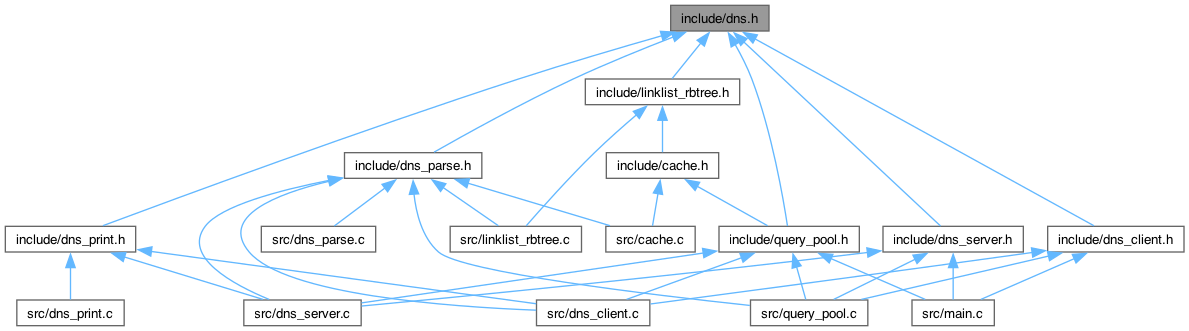 include/dns.h
include/linklist_rbtree.h
include/dns_parse.h
include/cache.h
include/dns_print.h
src/dns_parse.c
src/linklist_rbtree.c
src/cache.c
include/query_pool.h
include/dns_server.h
include/dns_client.h
src/dns_print.c
src/dns_server.c
src/dns_client.c
src/query_pool.c
src/main.c